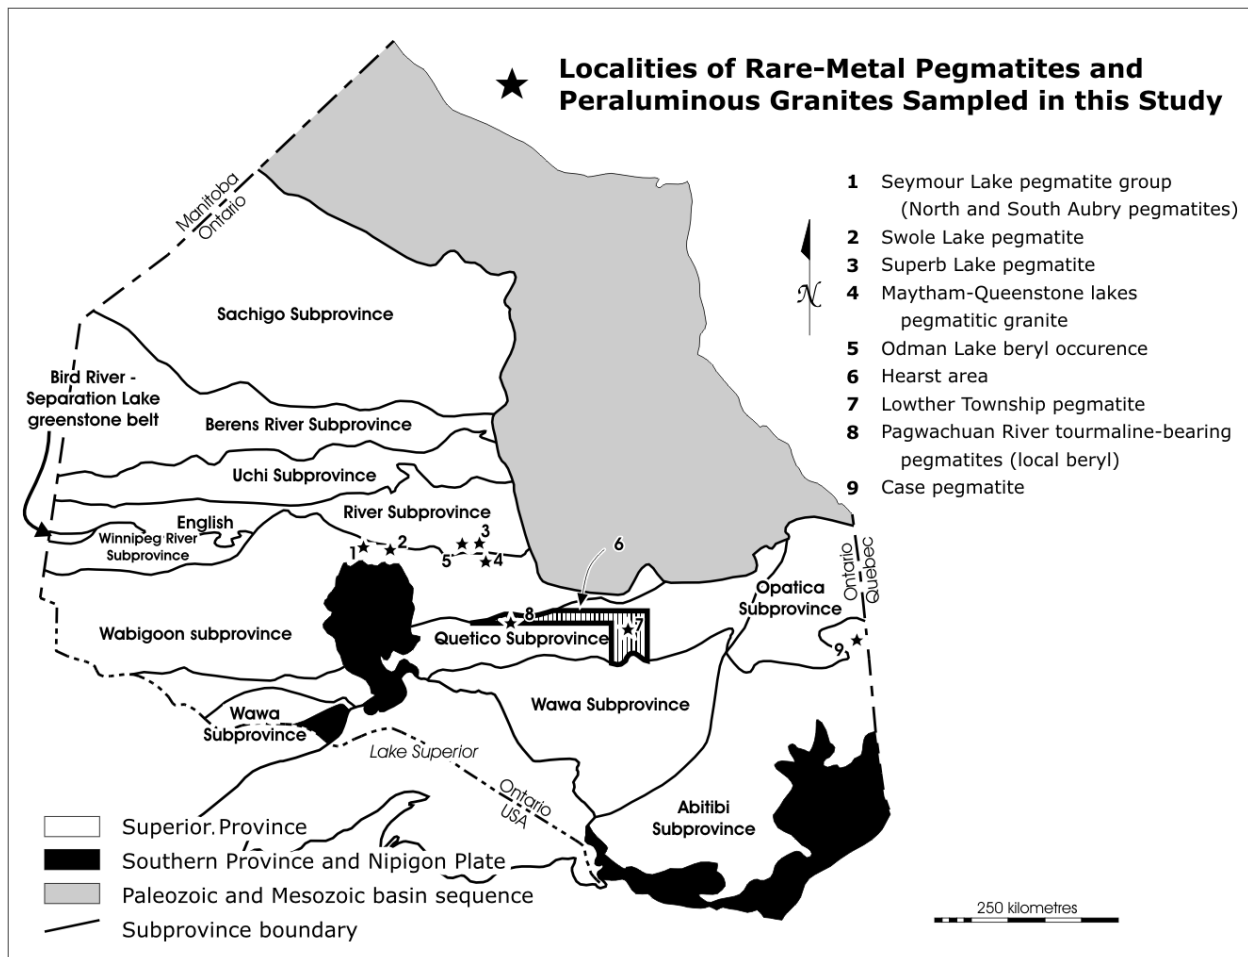 Localities of Rare-Metal Pegmatites and
Peraluminous Granites Sampled in this Study
1 Seymour Lake pegmatite group
(North and South Aubry pegmatites)
2 Swole Lake pegmatite
3 Superb Lake pegmatite
4 Maytham-Queenstone lakes
pegmatitic granite
5 Odman Lake beryl occurence
6 Hearst area
7 Lowther Township pegmatite
8 Pagwachuan River tourmaline-bearing
pegmatites (local beryl)
9 Case pegmatite
N
Manitoba
Ontario
Sachigo Subprovince
Bird River -
Separation Lake
greenstone belt
Berens River Subprovince
Uchi Subprovince
English
River Subprovince
Winnipeg River
Subprovince
1
2
3
5
4
6
Ontario
Quebec
Opatica
Subprovince
8
7
9
Wabigoon subprovince
Quetico Subprovince
Wawa Subprovince
Wawa
Subprovince
Lake Superior
Ontario
USA
Abitibi
Subprovince
Superior.Province
Southern Province and Nipigon Plate
Paleozoic and Mesozoic basin sequence
Subprovince boundary
250 kilometres